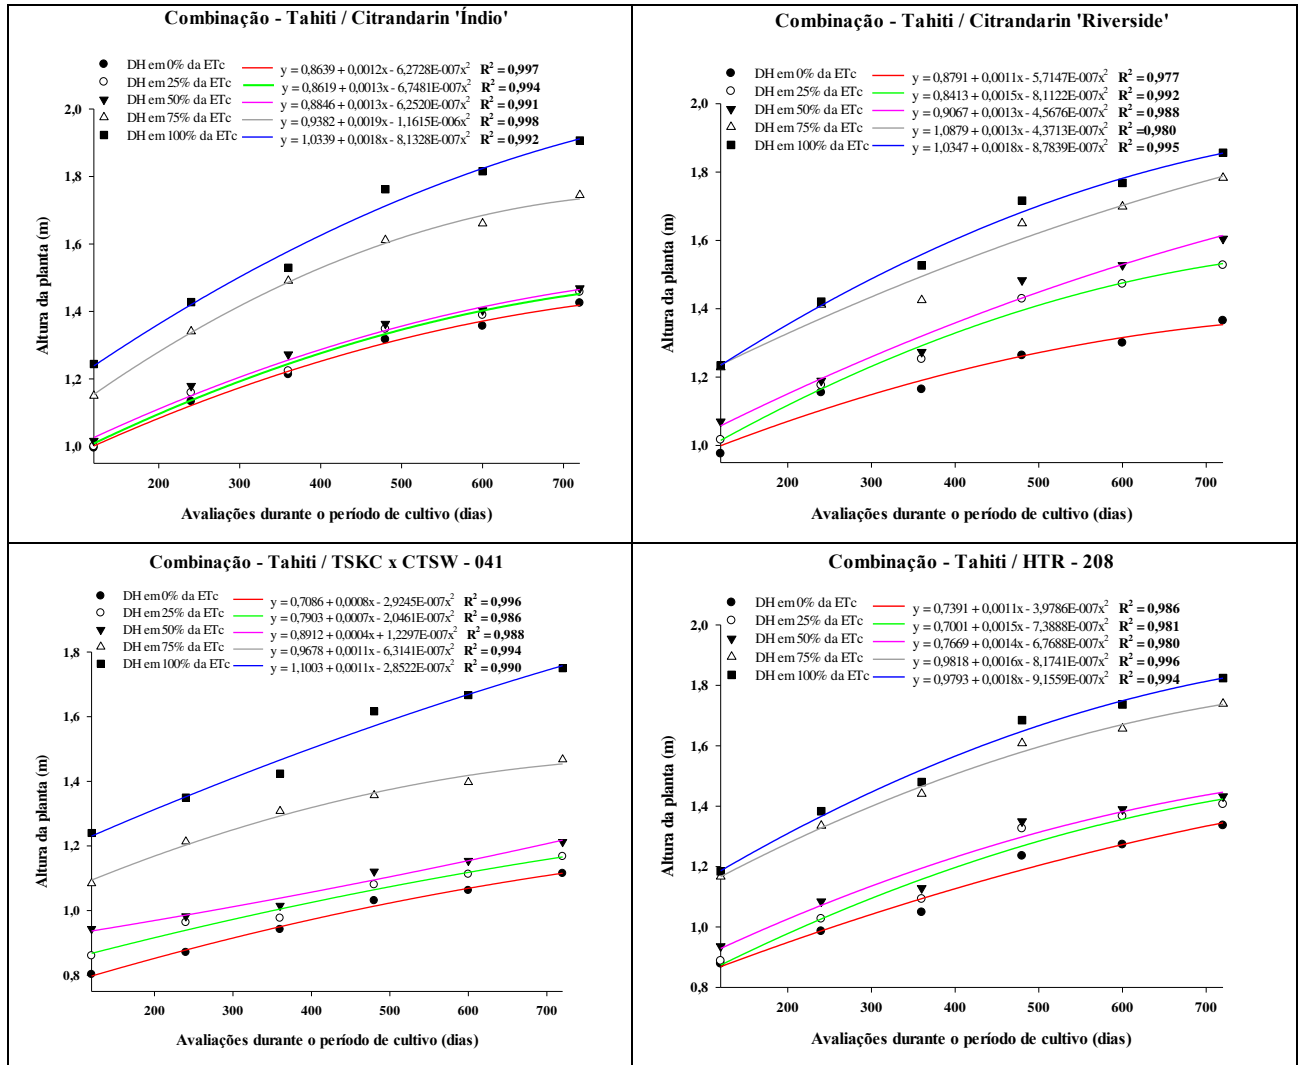 Combinação - Tahiti / Citrandarin 'Índio'
DH em 0% da ETc y = 0,8639 + 0,0012x - 6,2728E-007x² R² = 0,997
DH em 25% da ETc y = 0,8619 + 0,0013x - 6,7481E-007x² R² = 0,994
DH em 50% da ETc y = 0,8846 + 0,0013x - 6,2520E-007x² R² = 0,991
DH em 75% da ETc y = 0,9382 + 0,0019x - 1,1615E-006x² R² = 0,998
DH em 100% da ETc y = 1,0339 + 0,0018x - 8,1328E-007x² R² = 0,992
2,0
1,8
1,6
1,4
1,2
1,0
Altura da planta (m)
200 300 400 500 600 700
Avaliações durante o período de cultivo (dias)
Combinação - Tahiti / Citrandarin 'Riverside'
DH em 0% da ETc y = 0,8791 + 0,0011x - 5,7147E-007x² R² = 0,977
DH em 25% da ETc y = 0,8413 + 0,0015x - 8,1122E-007x² R² = 0,992
DH em 50% da ETc y = 0,9067 + 0,0013x - 4,5676E-007x² R² = 0,988
DH em 75% da ETc y = 1,0879 + 0,0013x - 4,3713E-007x² R² =0,980
DH em 100% da ETc y = 1,0347 + 0,0018x - 8,7839E-007x² R² = 0,995
2,0
1,8
1,6
1,4
1,2
1,0
Altura da planta (m)
200 300 400 500 600 700
Avaliações durante o período de cultivo (dias)
Combinação - Tahiti / TSKC x CTSW - 041
DH em 0% da ETc y = 0,7086 + 0,0008x - 2,9245E-007x² R² = 0,996
DH em 25% da ETc y = 0,7903 + 0,0007x - 2,0461E-007x² R² = 0,986
DH em 50% da ETc y = 0,8912 + 0,0004x + 1,2297E-007x² R² = 0,988
DH em 75% da ETc y = 0,9678 + 0,0011x - 6,3141E-007x² R² = 0,994
DH em 100% da ETc y = 1,1003 + 0,0011x - 2,8522E-007x² R² = 0,990
1,8
1,6
1,4
1,2
1,0
0,8
Altura da planta (m)
200 300 400 500 600 700
Avaliações durante o período de cultivo (dias)
Combinação - Tahiti / HTR - 208
DH em 0% da ETc y = 0,7391 + 0,0011x - 3,9786E-007x² R² = 0,986
DH em 25% da ETc y = 0,7001 + 0,0015x - 7,3888E-007x² R² = 0,981
DH em 50% da ETc y = 0,7669 + 0,0014x - 6,7688E-007x² R² = 0,980
DH em 75% da ETc y = 0,9818 + 0,0016x - 8,1741E-007x² R² = 0,996
DH em 100% da ETc y = 0,9793 + 0,0018x - 9,1559E-007x² R² = 0,994
2,0
1,8
1,6
1,4
1,2
1,0
0,8
Altura da planta (m)
200 300 400 500 600 700
Avaliações durante o período de cultivo (dias)